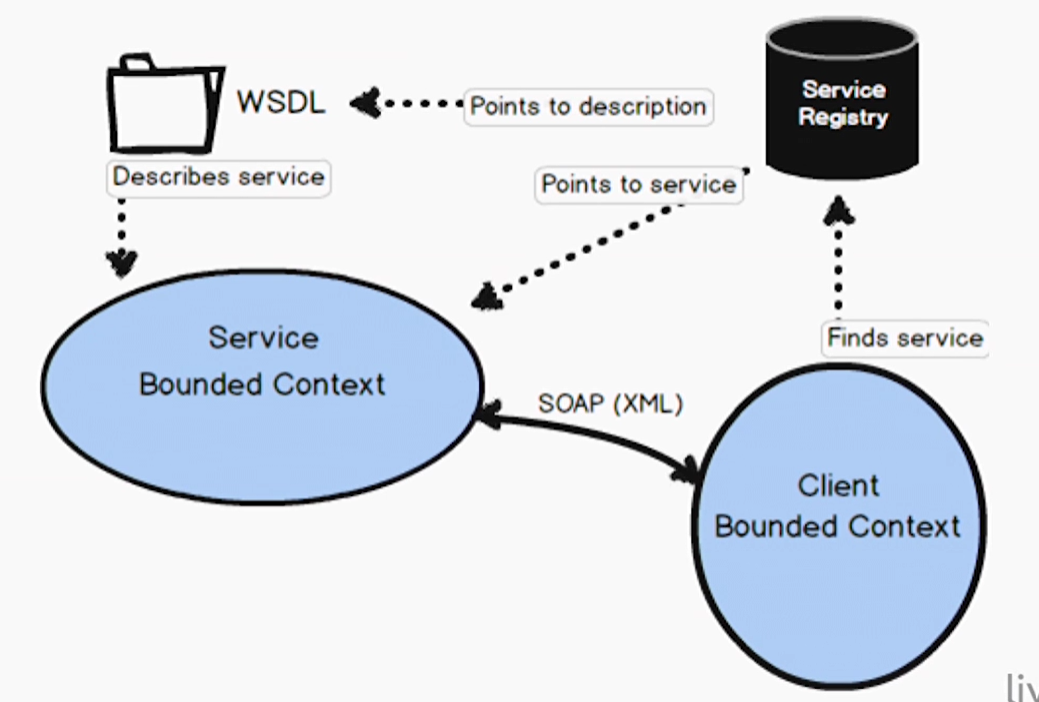 WSDL
Points to description
Service
Registry
Describes service
Points to service
Finds service
Service
Bounded Context
SOAP (XML)
Client
Bounded Context
liv